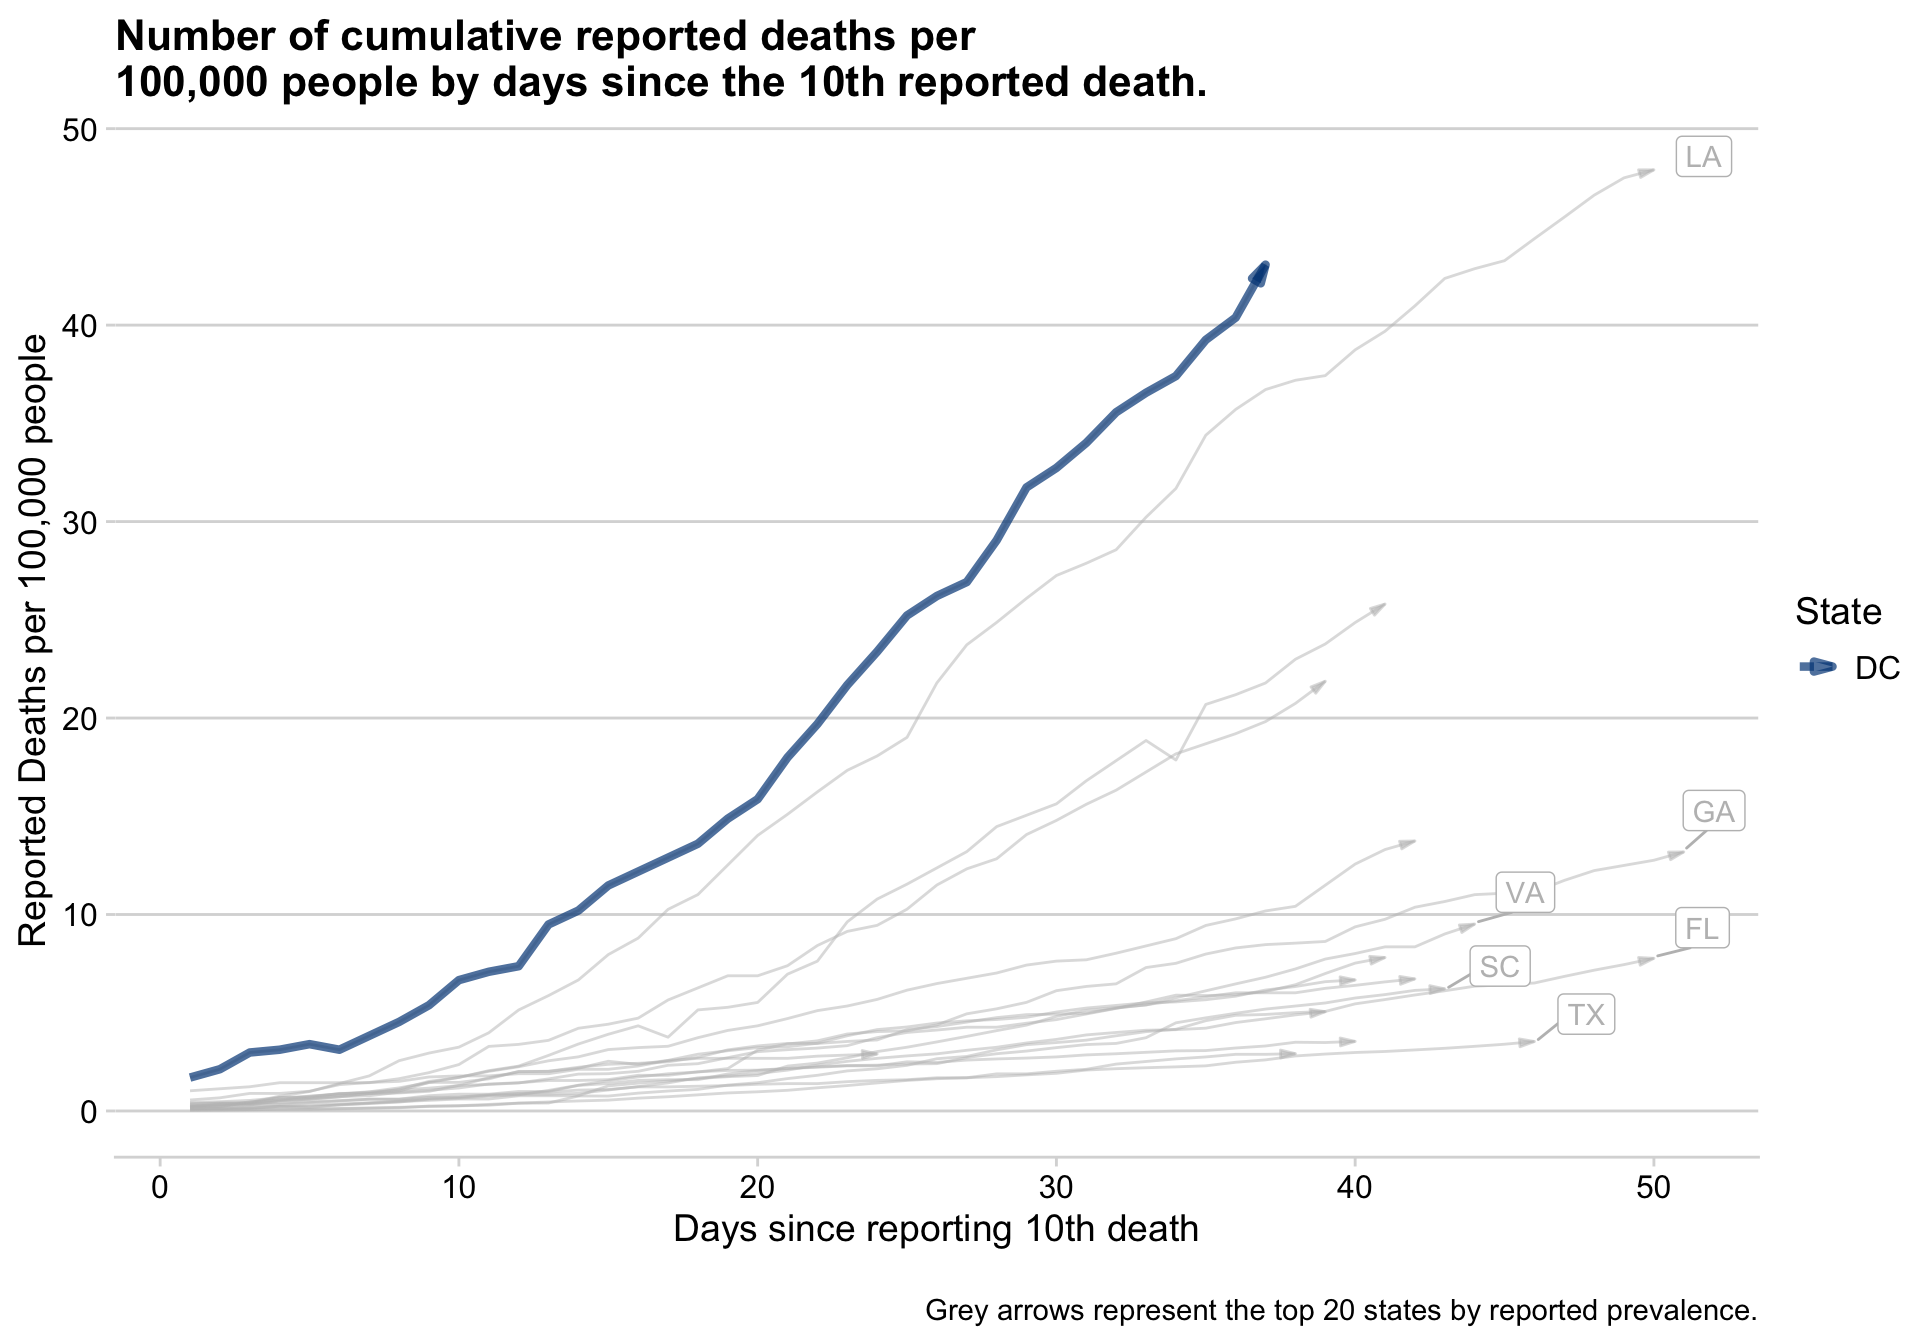 Number of cumulative reported deaths per
100,000 people by days since the 10th reported death.
Reported Deaths per 100,000 people
50
40
30
20
10
0
LA
GA
VA
FL
SC
TX
State
DC
0 10 20 30 40 50
Days since reporting 10th death
Grey arrows represent the top 20 states by reported prevalence.